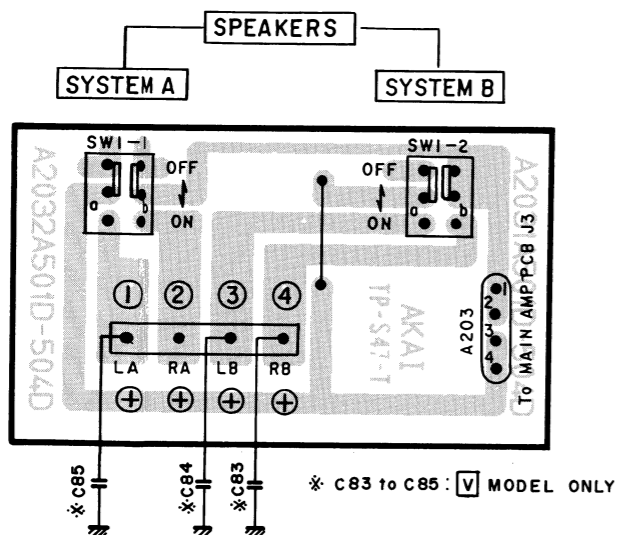 SPEAKERS
SYSTEM A
SYSTEM B
SW1-1
SW1-2
OFF
ON
a b
OFF
ON
a b
A2032A501D-504D
AKAI
TP-S47-T
① ② ③ ④
LA RA LB RB
⊕ ⊕ ⊕ ⊕
A203
1
2
3
4
To MAIN AMP PCB J3
※C85
※C84
※C83
※ C83 to C85: V MODEL ONLY